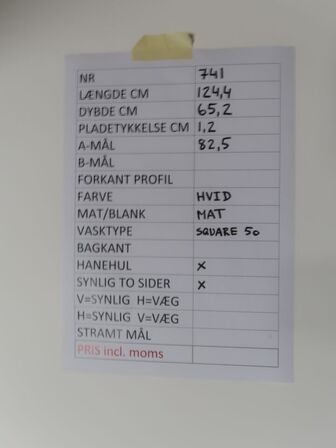 NR 741
LÆNGDE CM 124,4
DYBDE CM 65,2
PLADETYKKELSE CM 1,2
A-MÅL 82,5
B-MÅL
FORKANT PROFIL
FARVE HVID
MAT/BLANK MAT
VASKTYPE SQUARE 50
BAGKANT
HANEHUL X
SYNLIG TO SIDER X
V=SYNLIG H=VÆG
H=SYNLIG V=VÆG
STRAMT MÅL
PRIS incl. moms